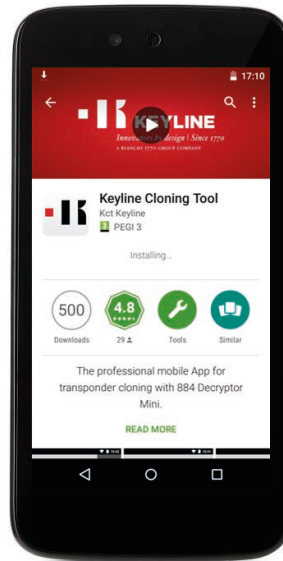 17:10
KEYLINE
Innovators by design | Since 1770
A BIANCHI 1770 GROUP COMPANY
Keyline Cloning Tool
Kct Keyline
3 PEGI 3
Installing...
500
4.8
Downloads
29
Tools
Similar
The professional mobile App for
transponder cloning with 884 Decryptor
Mini.
READ MORE